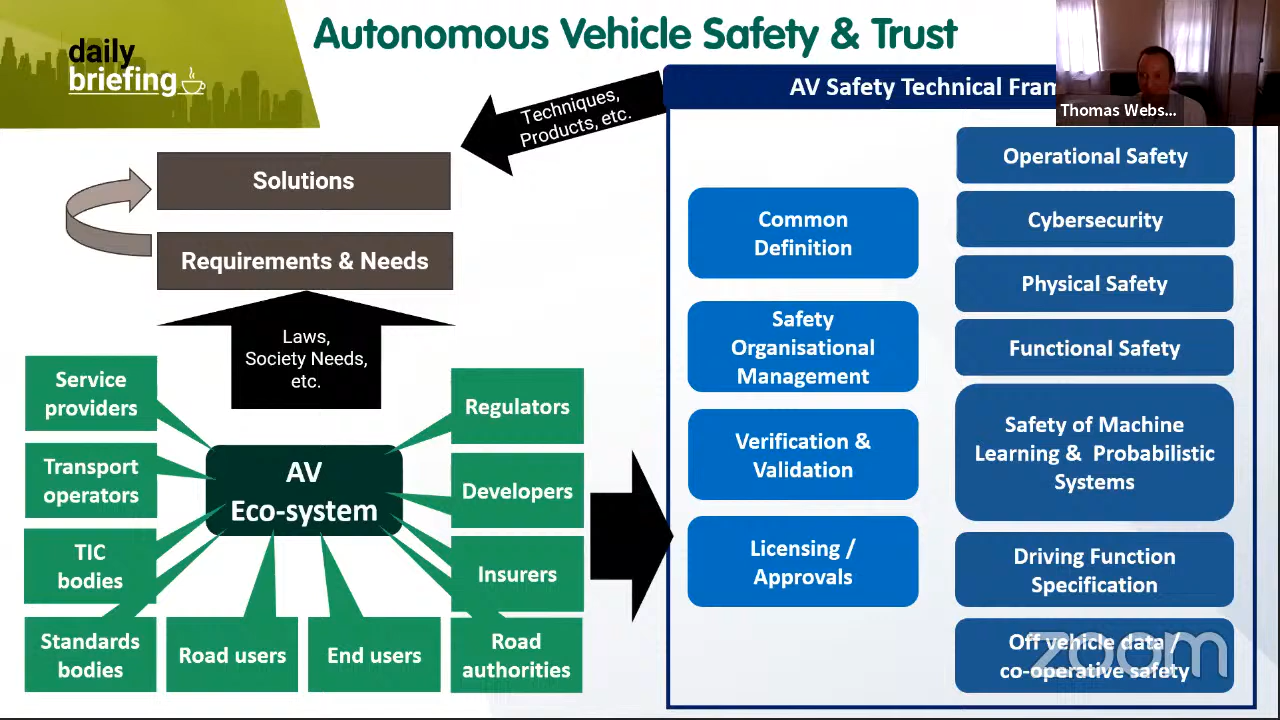 daily
briefing
Autonomous Vehicle Safety & Trust
Thomas Webs...
Techniques,
Products, etc.
Solutions
Requirements & Needs
Laws,
Society Needs,
etc.
Service
providers
Transport
operators
TIC
bodies
Standards
bodies
Road users
End users
Road
authorities
Insurers
Developers
Regulators
AV
Eco-system
AV Safety Technical
Common
Definition
Safety
Organisational
Management
Verification &
Validation
Licensing /
Approvals
Operational Safety
Cybersecurity
Physical Safety
Functional Safety
Safety of Machine
Learning & Probabilistic
Systems
Driving Function
Specification
Off vehicle data /
co-operative safety
zoom